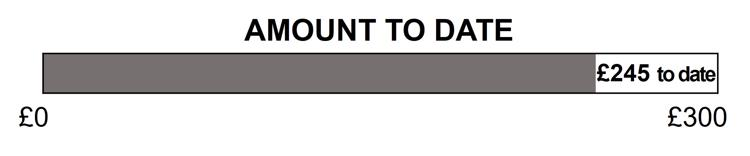 AMOUNT TO DATE
£245 to date
£0 £300